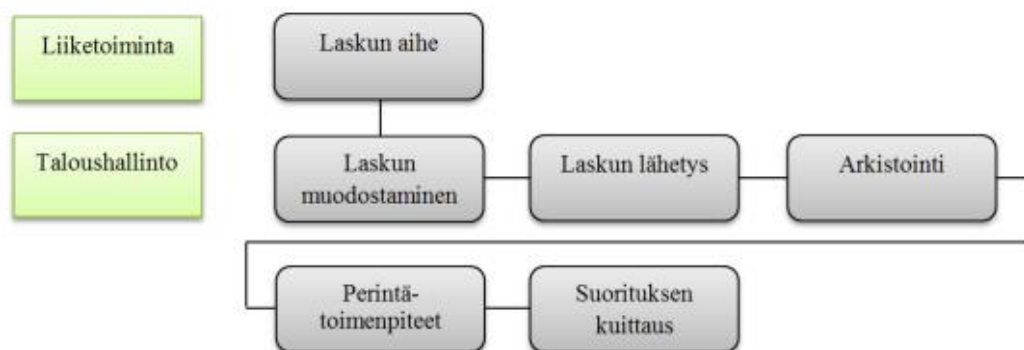 Liiketoiminta
Laskun aihe
Taloushallinto
Laskun
muodostaminen
Laskun lähetys
Arkistointi
Perintä-
toimenpiteet
Suorituksen
kuittaus